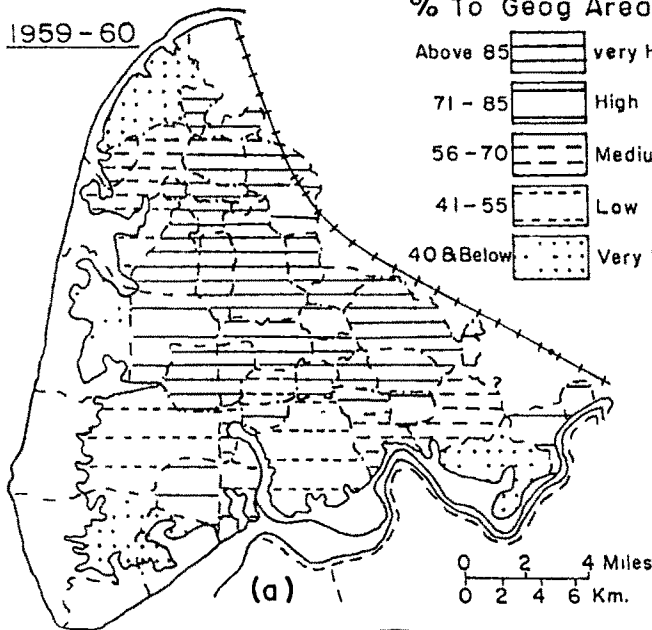 % To Geog Area
1959-60
Above 85 very H
71-85 High
56-70 Mediu
41-55 Low
40 & Below Very
?
0 2 4 Miles
0 2 4 6 Km.
(a)